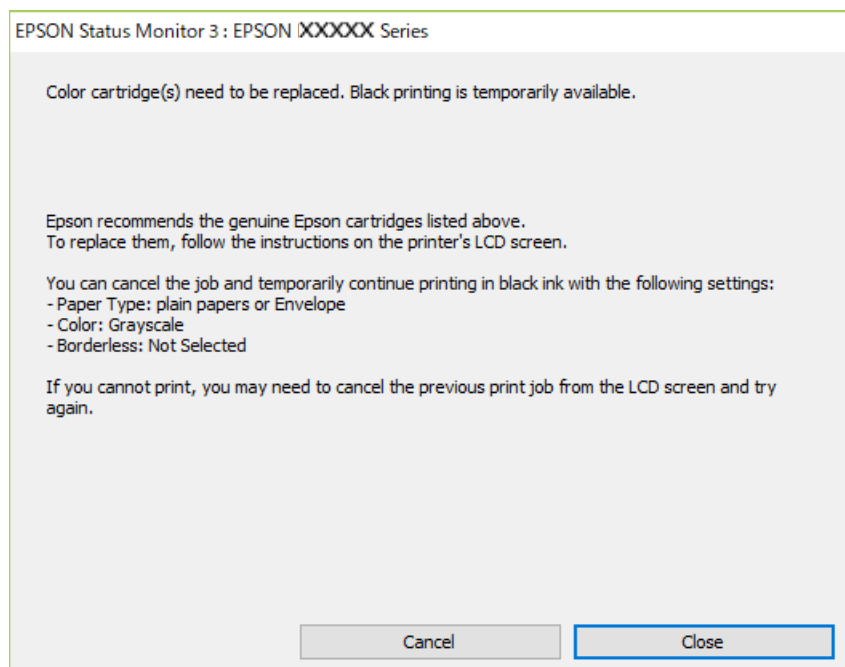 EPSON Status Monitor 3 : EPSON XXXXX Series
Color cartridge(s) need to be replaced. Black printing is temporarily available.
Epson recommends the genuine Epson cartridges listed above.
To replace them, follow the instructions on the printer's LCD screen.
You can cancel the job and temporarily continue printing in black ink with the following settings:
- Paper Type: plain papers or Envelope
- Color: Grayscale
- Borderless: Not Selected
If you cannot print, you may need to cancel the previous print job from the LCD screen and try
again.
Cancel
Close